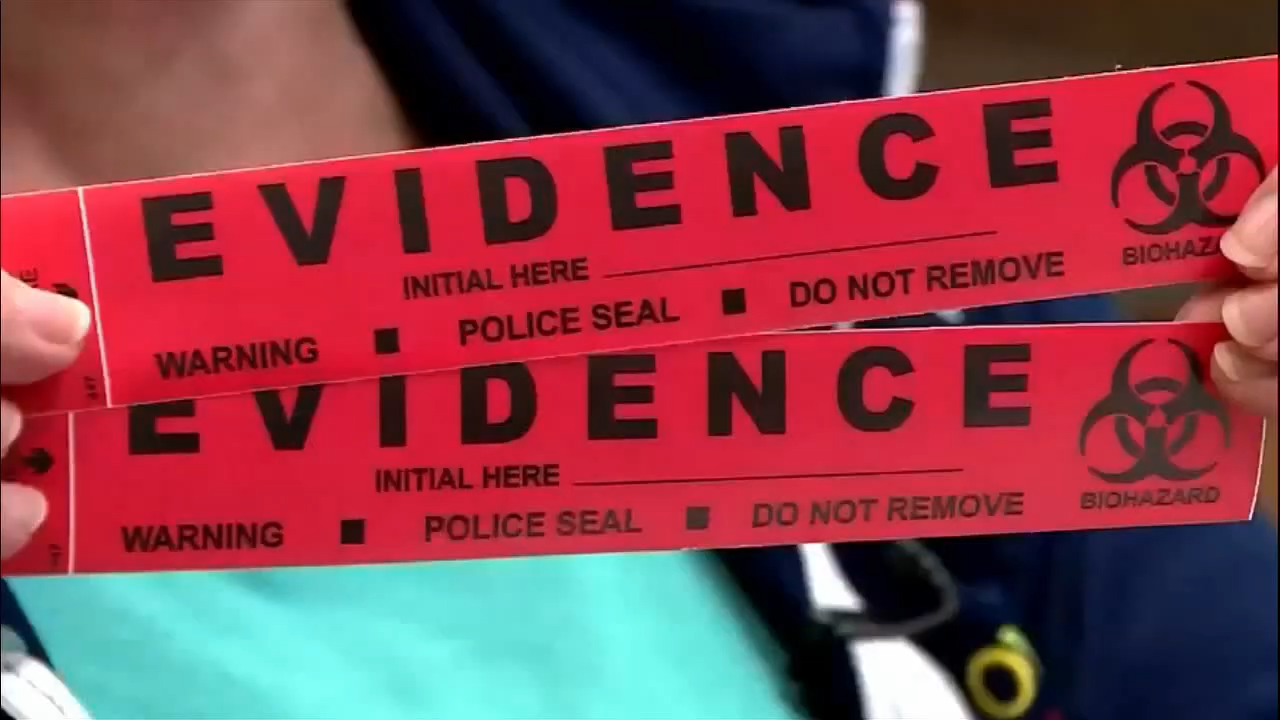 EVIDENCE
INITIAL HERE
WARNING ■ POLICE SEAL ■ DO NOT REMOVE
EVIDENCE
INITIAL HERE
BIOHAZARD
WARNING ■ POLICE SEAL ■ DO NOT REMOVE